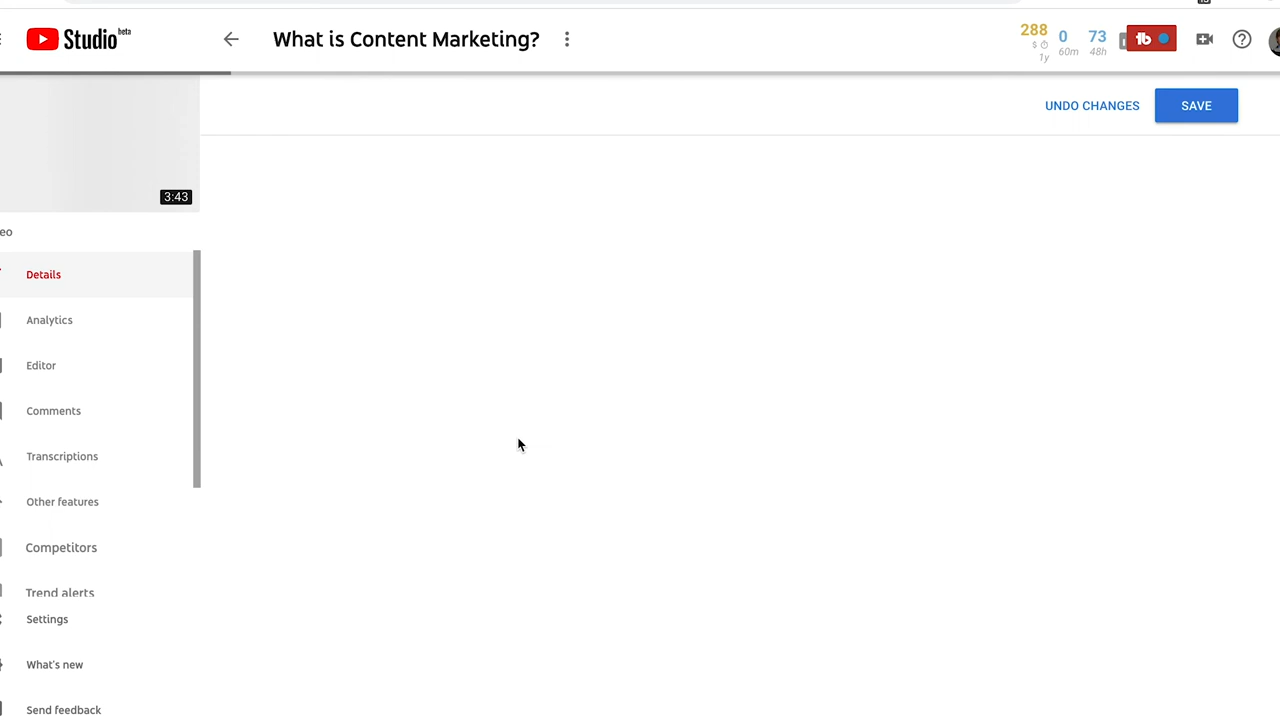 Studio beta
What is Content Marketing?
288 0 73
$ 60m 48h
1y
UNDO CHANGES
SAVE
3:43
eo
Details
Analytics
Editor
Comments
Transcriptions
Other features
Competitors
Trend alerts
Settings
What's new
Send feedback